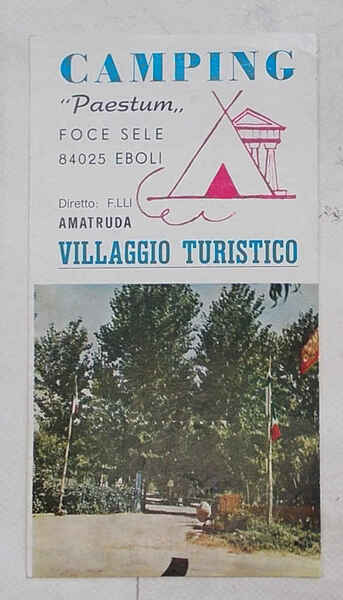 CAMPING
"Paestum„
FOCE SELE
84025 EBOLI
Diretto: F.LLI
AMATRUDA
VILLAGGIO TURISTICO